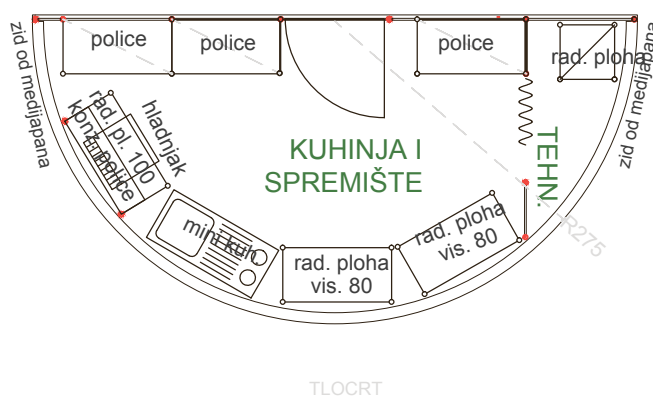 zid od medijapana
police
police
police
rad. ploha
zid od medijapana
hladnjak
rad. pl. 100
konz. police
KUHINJA I
SPREMIŠTE
TEHN.
R275
mini kuh.
rad. ploha
vis. 80
rad. ploha
vis. 80
TLOCRT